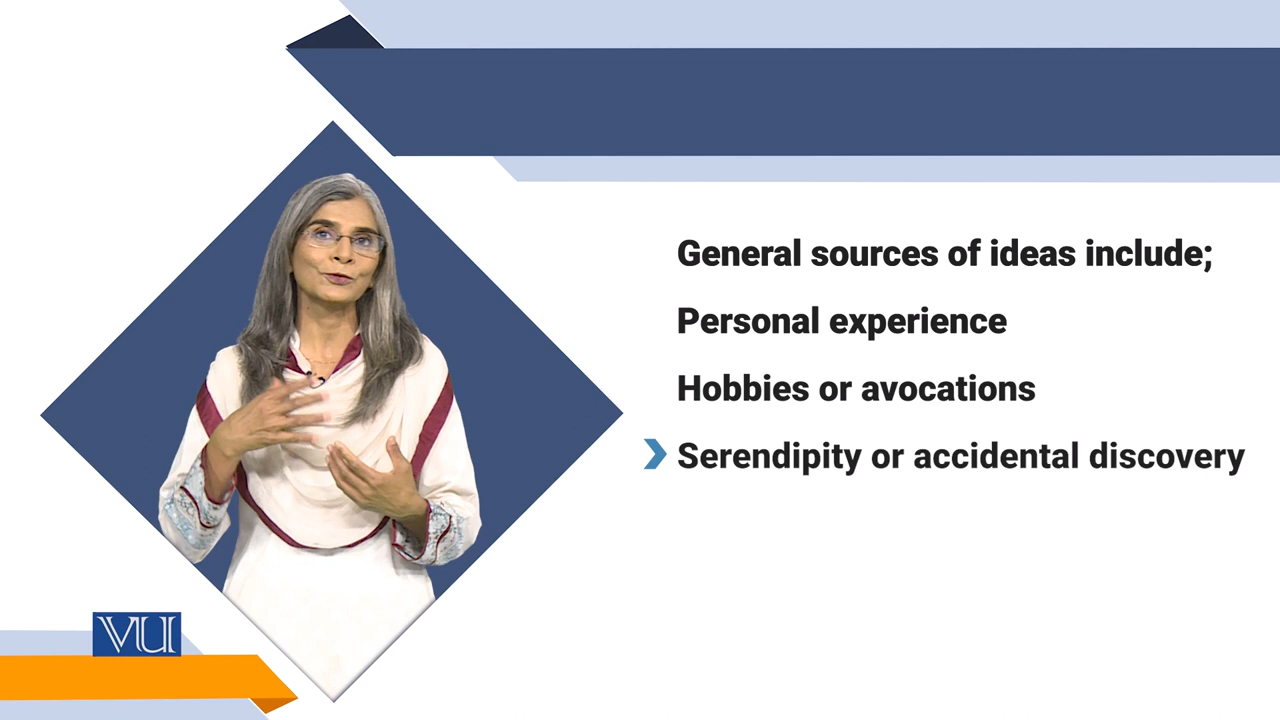 General sources of ideas include;
Personal experience
Hobbies or avocations
Serendipity or accidental discovery
VU